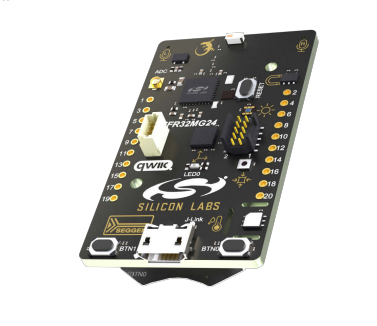 ADC
RESET
1
2
3
4
5
6
FR32MG24
7
8
9
10
11
12
13
14
qwiic
15
16
LED0
17
18
19
20
SILICON LABS
J-Link
SEGGER
BTN1
BTN0